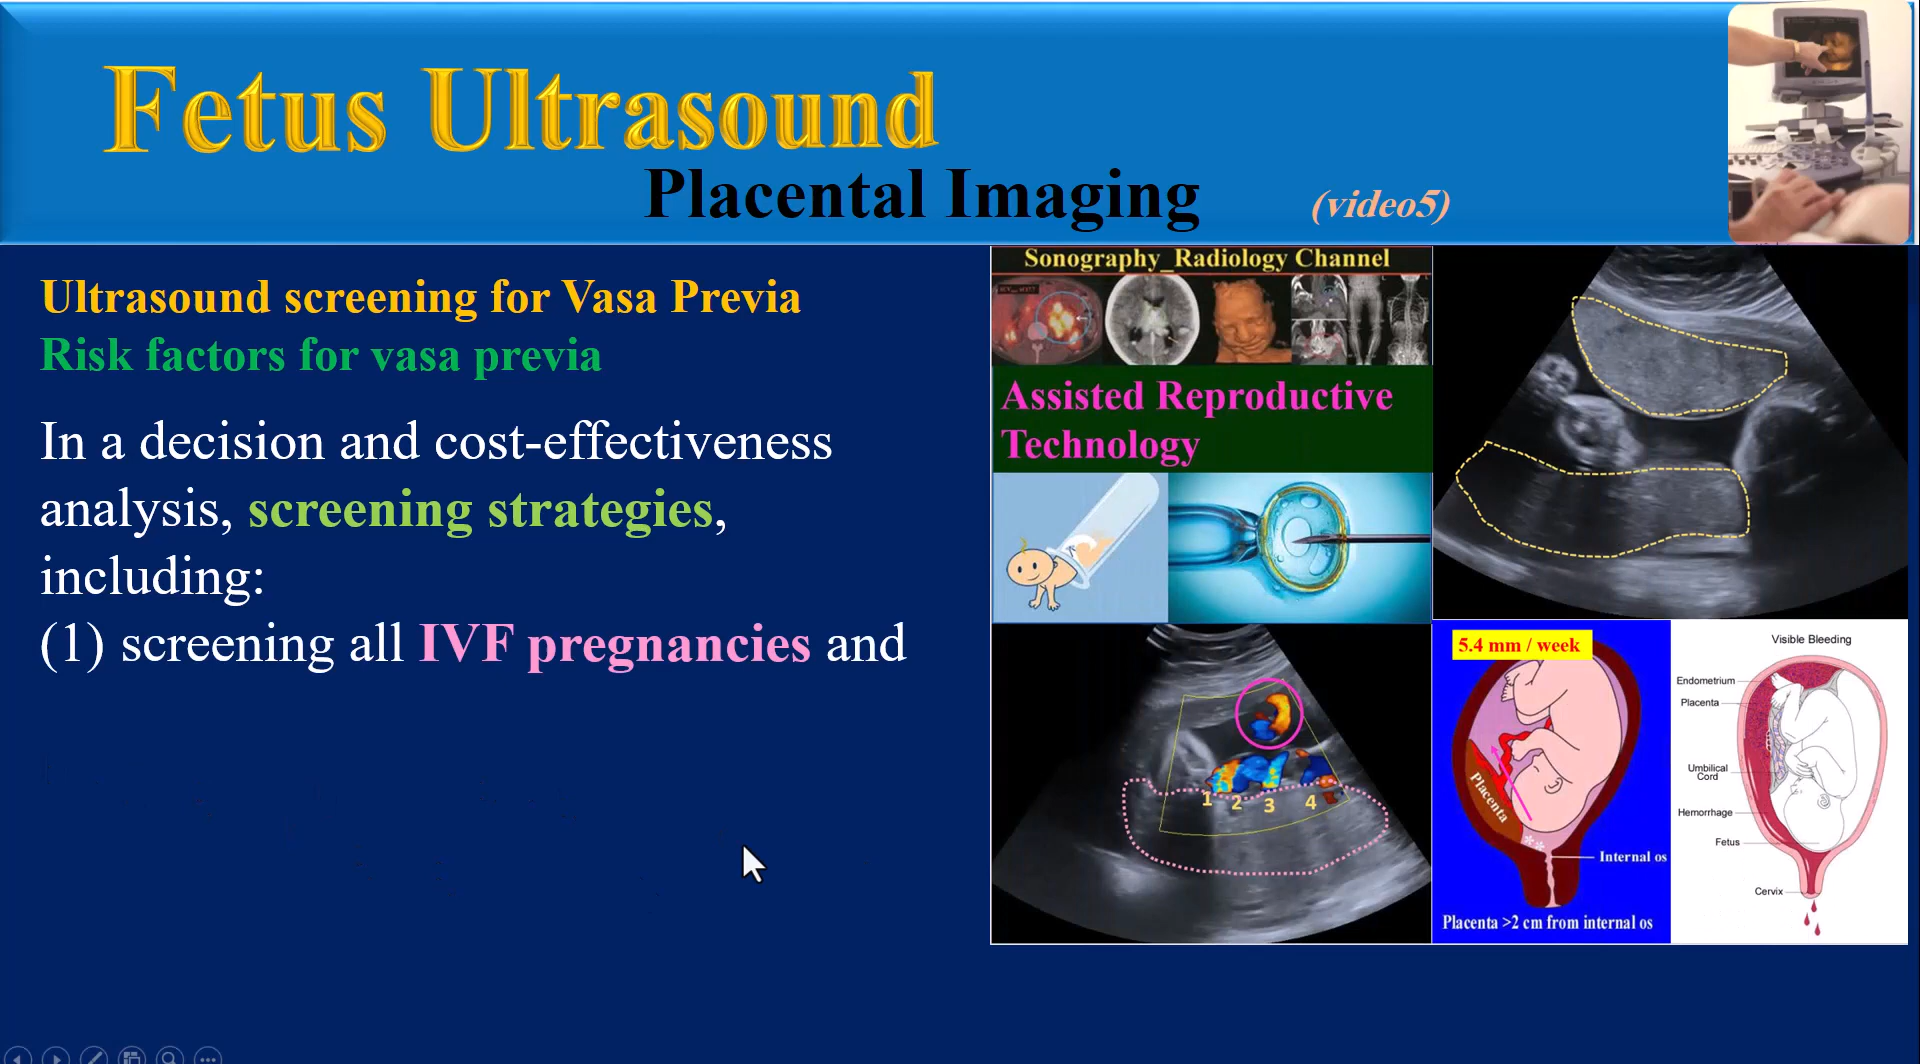 Fetus Ultrasound
Placental Imaging
(video5)
Ultrasound screening for Vasa Previa
Risk factors for vasa previa
In a decision and cost-effectiveness
analysis, screening strategies,
including:
(1) screening all IVF pregnancies and
Sonography_Radiology Channel
Assisted Reproductive
Technology
1 2 3 4
5.4 mm / week
Placenta
**
Internal os
Placenta >2 cm from internal os
Visible Bleeding
Endometrium
Placenta
Umbilical
Cord
Hemorrhage
Fetus
Cervix